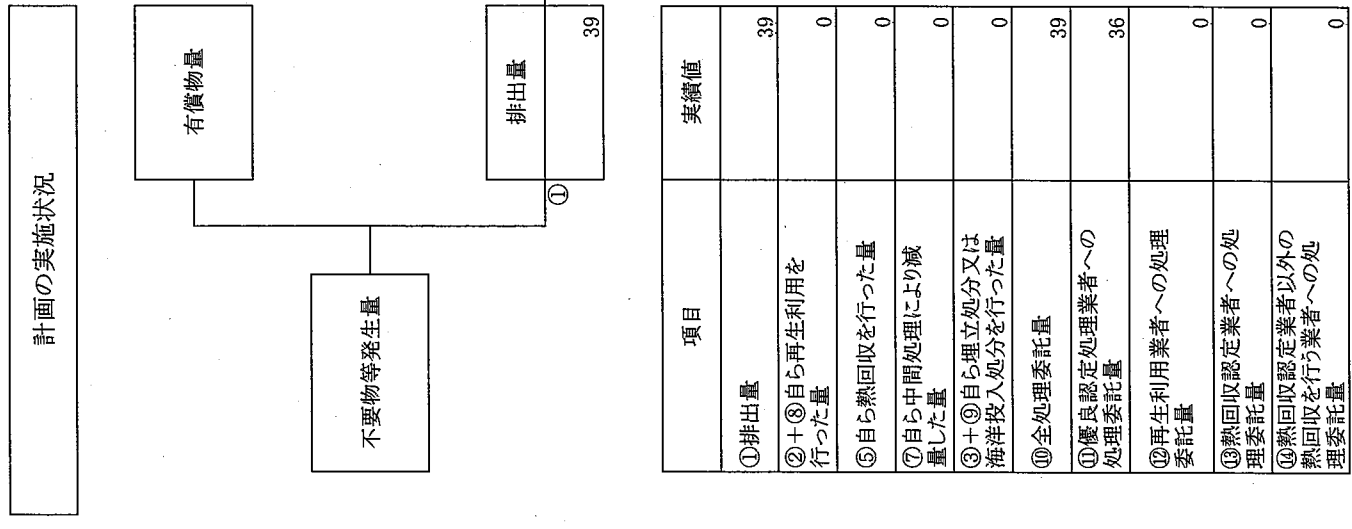 計画の実施状況
不要物等発生量
有償物量
①
排出量
39
項目
実績値
①排出量
39
②+⑧自ら再生利用を
行った量
0
⑤自ら熱回収を行った量
0
⑦自ら中間処理により減
量した量
0
③+⑨自ら埋立処分又は
海洋投入処分を行った量
0
⑩全処理委託量
39
⑪優良認定処理業者への
処理委託量
36
⑫再生利用業者への処理
委託量
0
⑬熱回収認定業者への処
理委託量
0
⑭熱回収認定業者以外の
熱回収を行う業者への処
理委託量
0